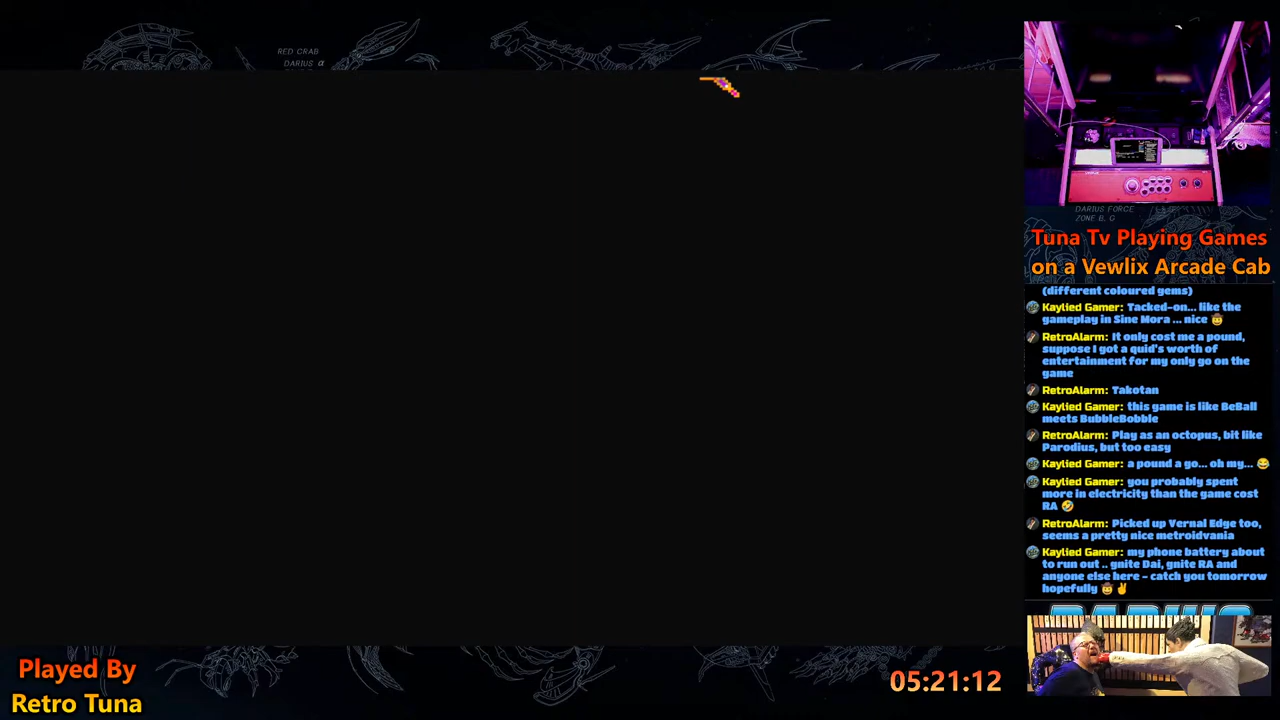 RED CRAB
DARIUS α
DARIUS FORCE
ZONE B, G
Tuna Tv Playing Games
on a Vewlix Arcade Cab
(different coloured gems)
Kaylied Gamer: Tacked-on... like the
gameplay in Sine Mora ... nice 🤠
RetroAlarm: It only cost me a pound,
suppose I got a quid's worth of
entertainment for my only go on the
game
RetroAlarm: Takotan
Kaylied Gamer: this game is like BeBall
meets BubbleBobble
RetroAlarm: Play as an octopus, bit like
Parodius, but too easy
Kaylied Gamer: a pound a go... oh my... 😂
Kaylied Gamer: you probably spent
more in electricity than the game cost
RA 🤣
RetroAlarm: Picked up Vernal Edge too,
seems a pretty nice metroidvania
Kaylied Gamer: my phone battery about
to run out .. gnite Dai, gnite RA and
anyone else here - catch you tomorrow
hopefully 🤠✌
Played By
Retro Tuna
05:21:12